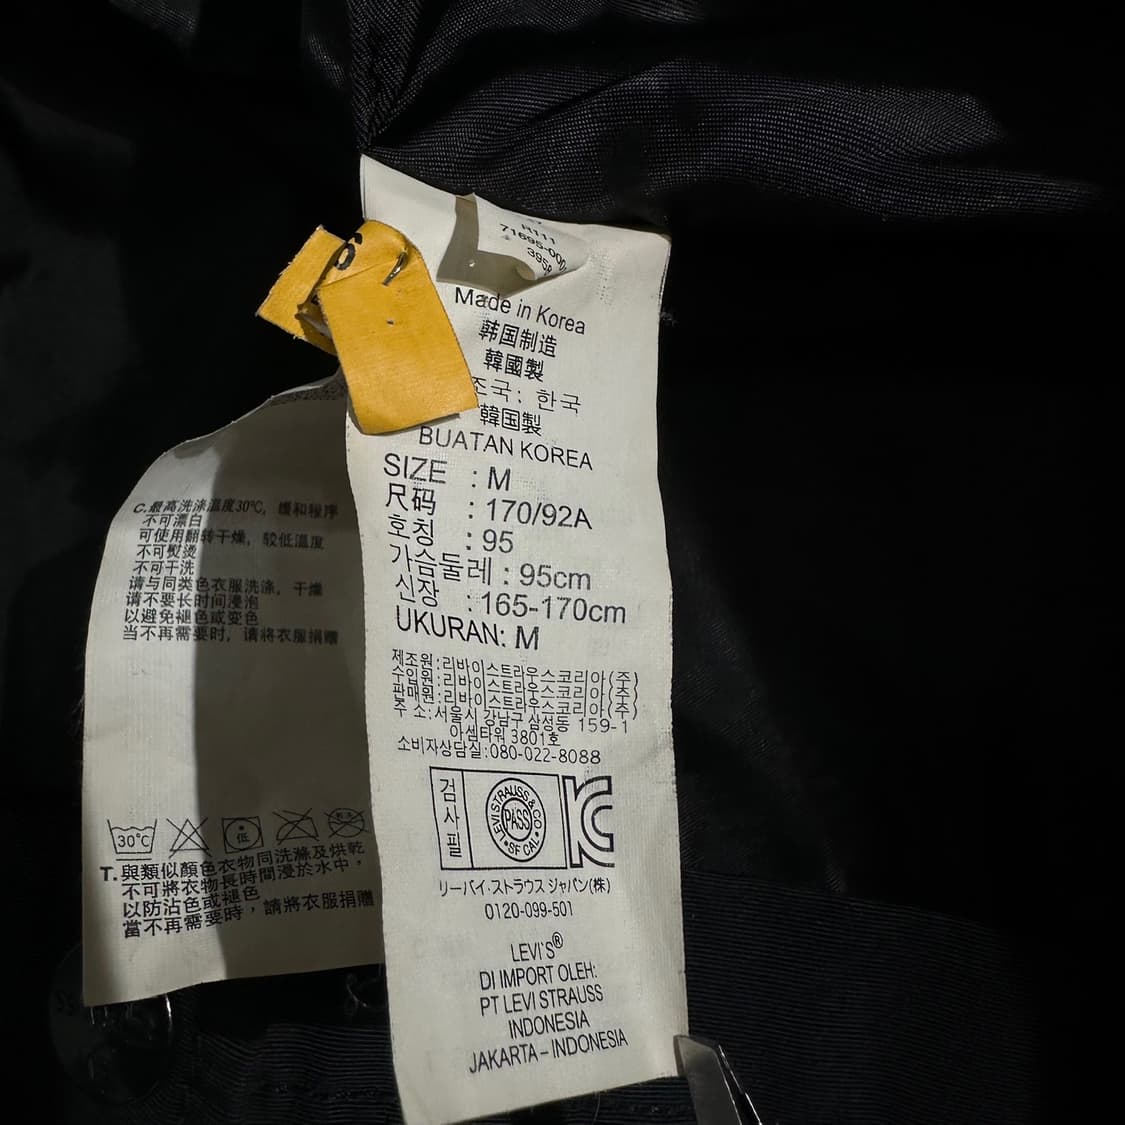 R111
71695-000
3958
Made in Korea
韩国制造
韓國製
조국: 한국
韓国製
BUATAN KOREA
SIZE : M
尺码 : 170/92A
호칭 : 95
가슴둘레 : 95cm
신장 : 165-170cm
UKURAN: M
제조원:리바이스트라우스코리아(주)
수입원:리바이스트라우스코리아(주)
판매원:리바이스트라우스코리아(주)
주 소:서울시 강남구 삼성동 159-1
아셈타워 3801호
소비자상담실:080-022-8088
검사필
LEVI STRAUSS & CO
PASS
SF CAL
リーバイ・ストラウス ジャパン(株)
0120-099-501
LEVI'S®
DI IMPORT OLEH:
PT LEVI STRAUSS
INDONESIA
JAKARTA – INDONESIA
C.最高洗涤温度30℃, 缓和程序
不可漂白
可使用翻转干燥, 较低温度
不可熨烫
不可干洗
请与同类色衣服洗涤, 干燥
请不要长时间浸泡
以避免褪色或变色
当不再需要时, 请将衣服捐赠
30℃
低
T.與類似顏色衣物同洗滌及烘乾
不可將衣物長時間浸於水中,
以防沾色或褪色
當不再需要時, 請將衣服捐贈